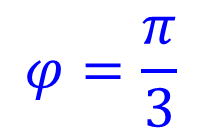 φ = π/3